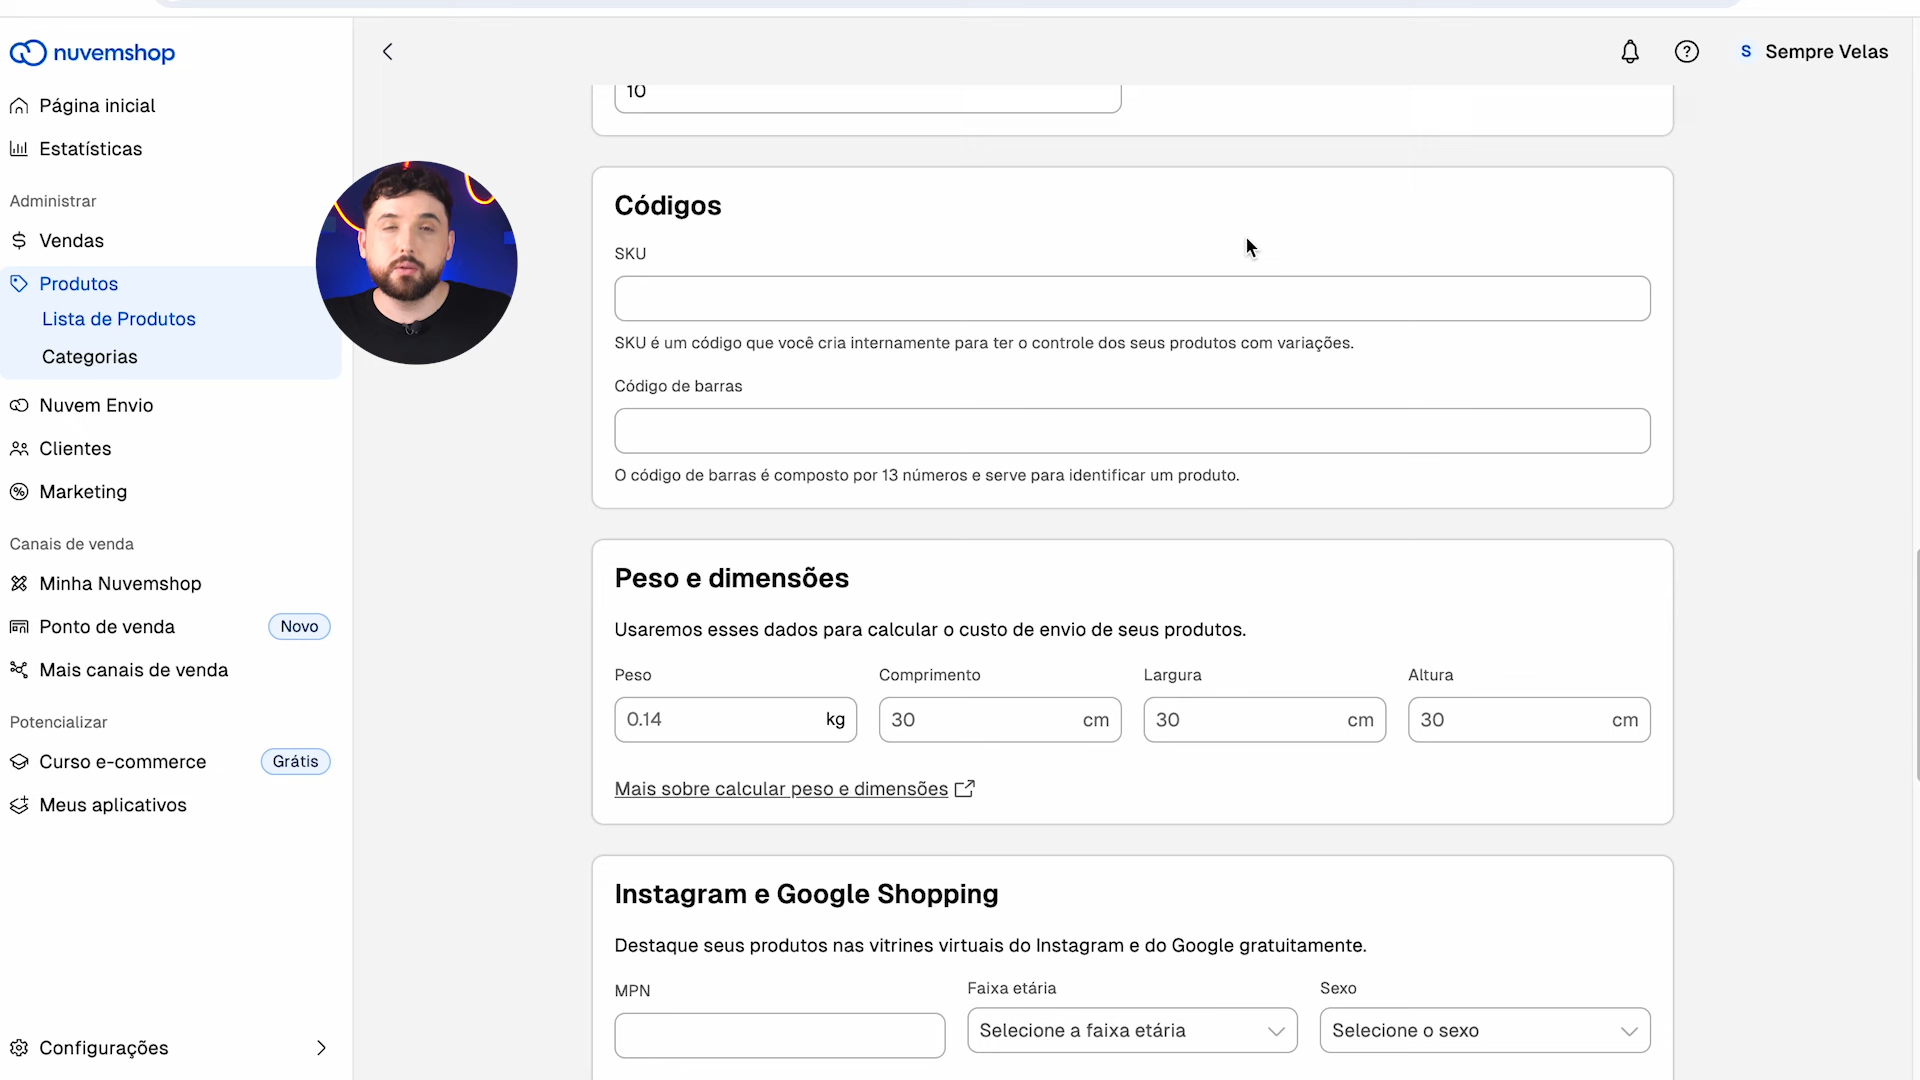 nuvemshop
S Sempre Velas
Página inicial
Estatísticas
Administrar
Vendas
Produtos
Lista de Produtos
Categorias
Nuvem Envio
Clientes
Marketing
Canais de venda
Minha Nuvemshop
Ponto de venda Novo
Mais canais de venda
Potencializar
Curso e-commerce Grátis
Meus aplicativos
Configurações
10
Códigos
SKU
SKU é um código que você cria internamente para ter o controle dos seus produtos com variações.
Código de barras
O código de barras é composto por 13 números e serve para identificar um produto.
Peso e dimensões
Usaremos esses dados para calcular o custo de envio de seus produtos.
Peso Comprimento Largura Altura
0.14 kg 30 cm 30 cm 30 cm
Mais sobre calcular peso e dimensões
Instagram e Google Shopping
Destaque seus produtos nas vitrines virtuais do Instagram e do Google gratuitamente.
MPN Faixa etária Sexo
Selecione a faixa etária Selecione o sexo